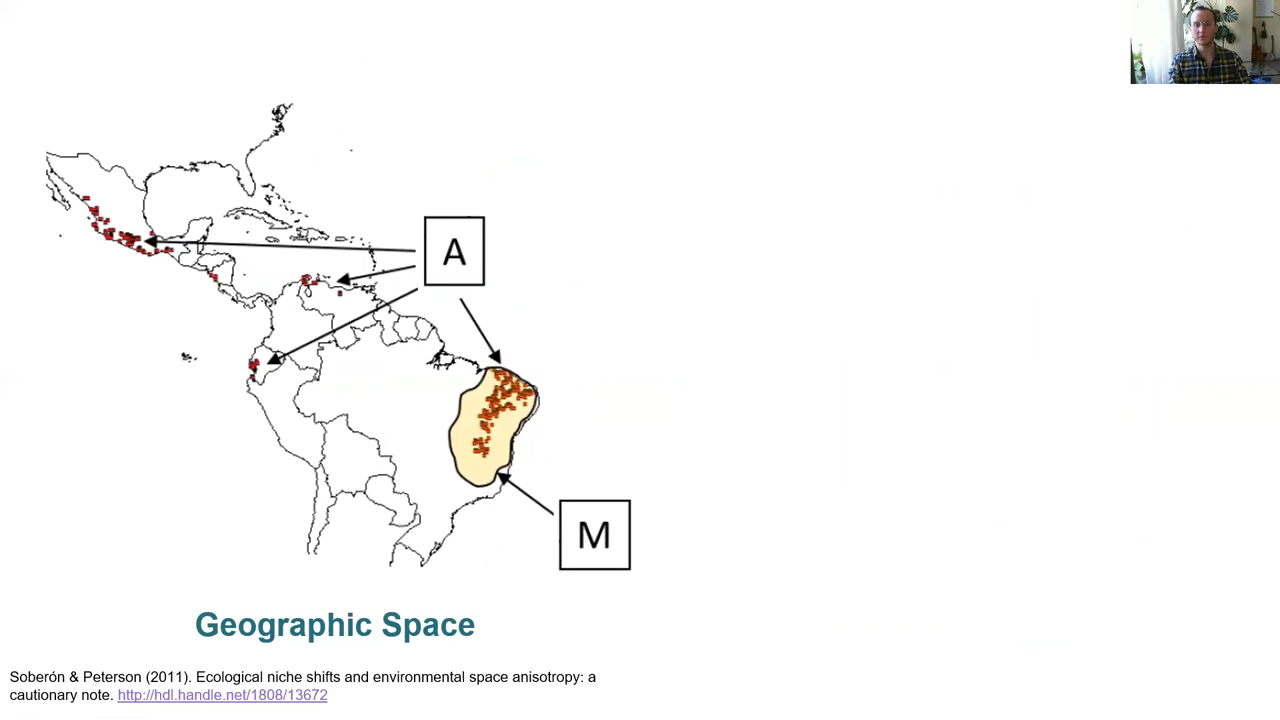 A
M
Geographic Space
Soberón & Peterson (2011). Ecological niche shifts and environmental space anisotropy: a
cautionary note. http://hdl.handle.net/1808/13672